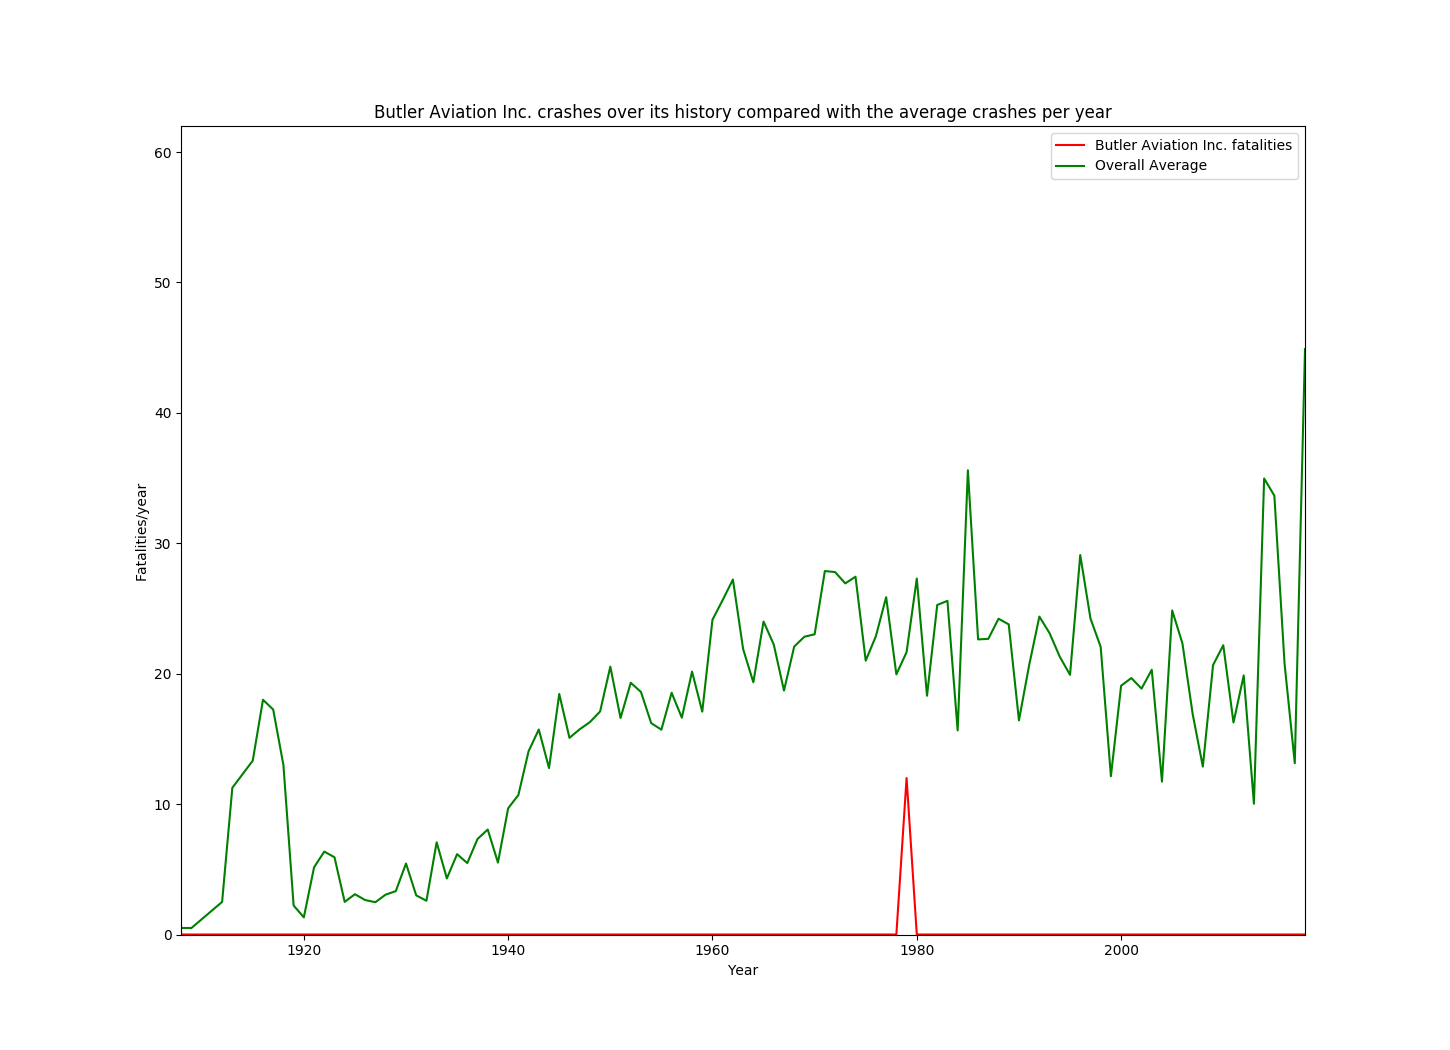 Butler Aviation Inc. crashes over its history compared with the average crashes per year
Butler Aviation Inc. fatalities
Overall Average
60
50
40
30
20
10
0
Fatalities/year
1920 1940 1960 1980 2000
Year